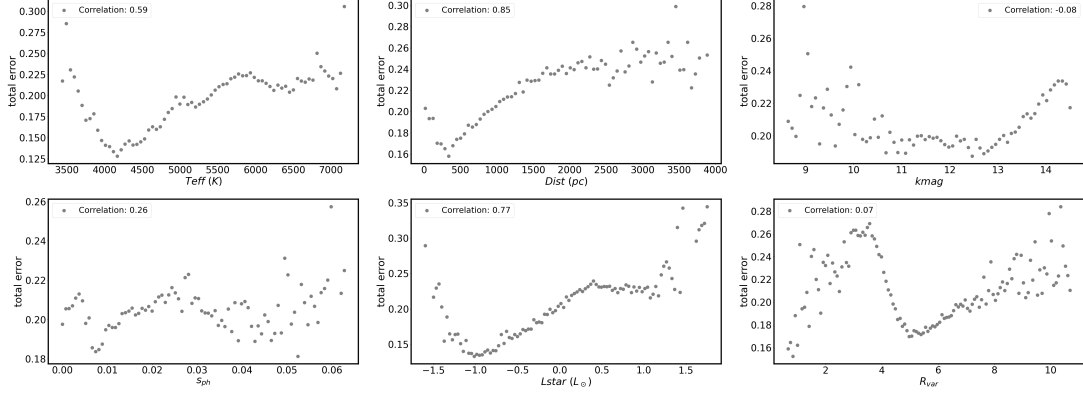 Correlation: 0.59
0.300
0.275
0.250
0.225
0.200
0.175
0.150
0.125
total error
3500 4000 4500 5000 5500 6000 6500 7000
Teff (K)
Correlation: 0.85
0.30
0.28
0.26
0.24
0.22
0.20
0.18
0.16
total error
0 500 1000 1500 2000 2500 3000 3500 4000
Dist (pc)
Correlation: -0.08
0.28
0.26
0.24
0.22
0.20
total error
9 10 11 12 13 14
kmag
Correlation: 0.26
0.26
0.24
0.22
0.20
0.18
total error
0.00 0.01 0.02 0.03 0.04 0.05 0.06
s_ph
Correlation: 0.77
0.35
0.30
0.25
0.20
0.15
total error
−1.5 −1.0 −0.5 0.0 0.5 1.0 1.5
Lstar (L⊙)
Correlation: 0.07
0.28
0.26
0.24
0.22
0.20
0.18
0.16
total error
2 4 6 8 10
R_var